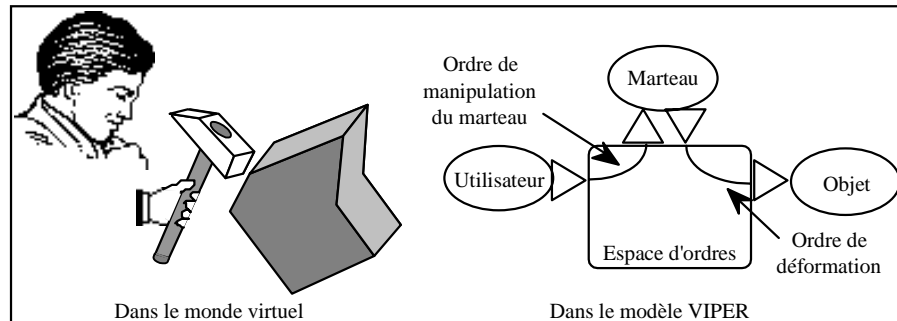 Ordre de
manipulation
du marteau
Marteau
Utilisateur
Objet
Espace d'ordres
Ordre de
déformation
Dans le monde virtuel
Dans le modèle VIPER